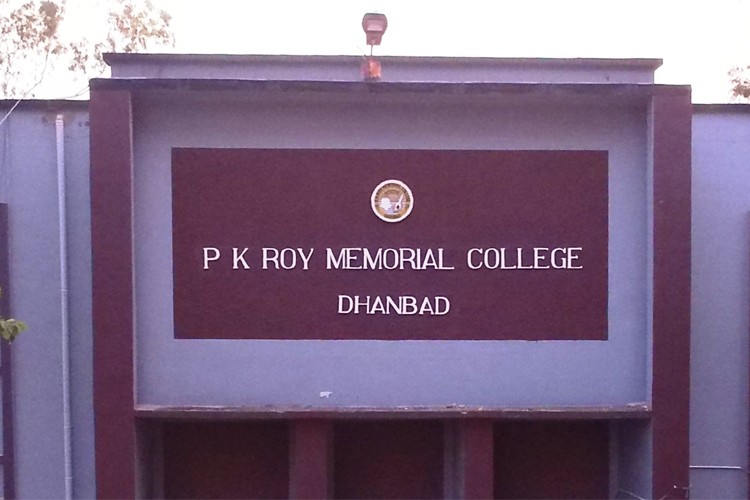 P K ROY MEMORIAL COLLEGE
DHANBAD